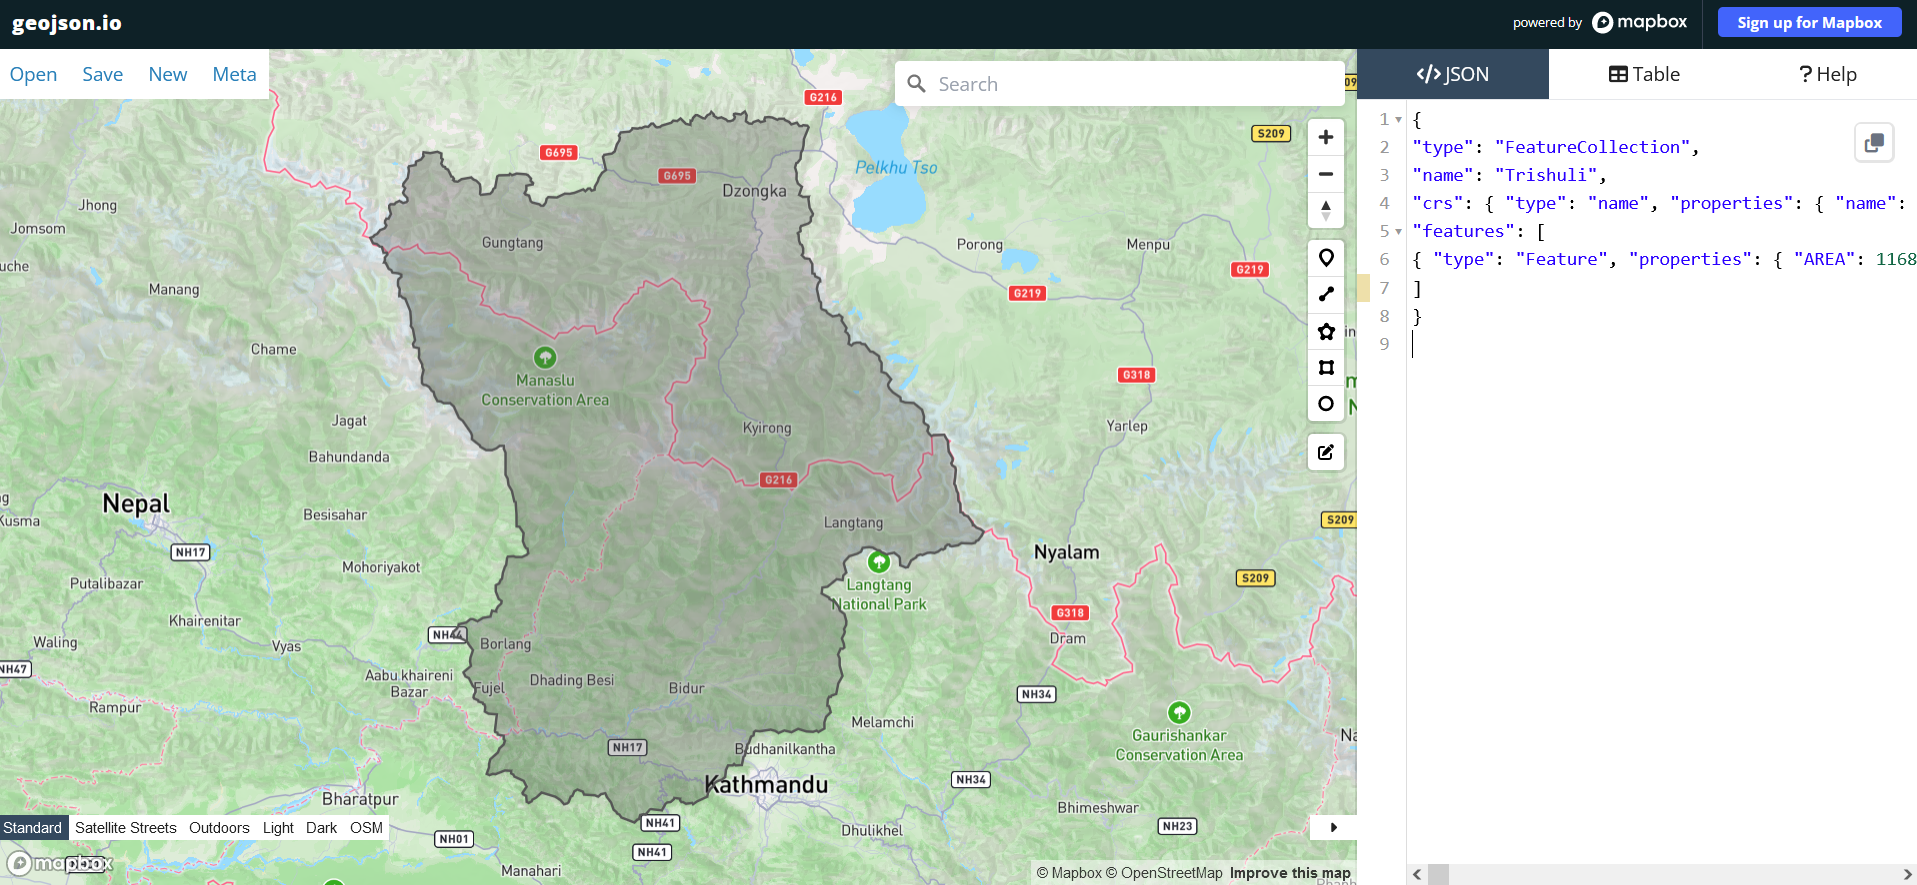 geojson.io
powered by mapbox
Sign up for Mapbox
Open Save New Meta
Search
JSON
Table
? Help
1 {
2 "type": "FeatureCollection",
3 "name": "Trishuli",
4 "crs": { "type": "name", "properties": { "name":
5 "features": [
6 { "type": "Feature", "properties": { "AREA": 1168
7 ]
8 }
9
G216
S209
G695
Pelkhu Tso
G695
Dzongka
Jhong
Jomsom
Gungtang
Porong
Menpu
uche
G219
Manang
G219
Chame
Manaslu
Conservation Area
G318
Jagat
Kyirong
Yarlep
Bahundanda
G216
Nepal
Kusma
Besisahar
Langtang
S209
NH17
Nyalam
Mohoriyakot
Putalibazar
Langtang
National Park
S209
Khairenitar
G318
NH44
Borlang
Dram
Waling
Vyas
NH47
Aabu khaireni
Bazar
Fujel
Dhading Besi
Bidur
NH34
Rampur
Melamchi
Gaurishankar
Conservation Area
NH17
Budhanilkantha
Na
Kathmandu
NH34
Bharatpur
Bhimeshwar
NH41
Dhulikhel
NH23
NH01
NH41
Manahari
Standard Satellite Streets Outdoors Light Dark OSM
mapbox
© Mapbox © OpenStreetMap Improve this map